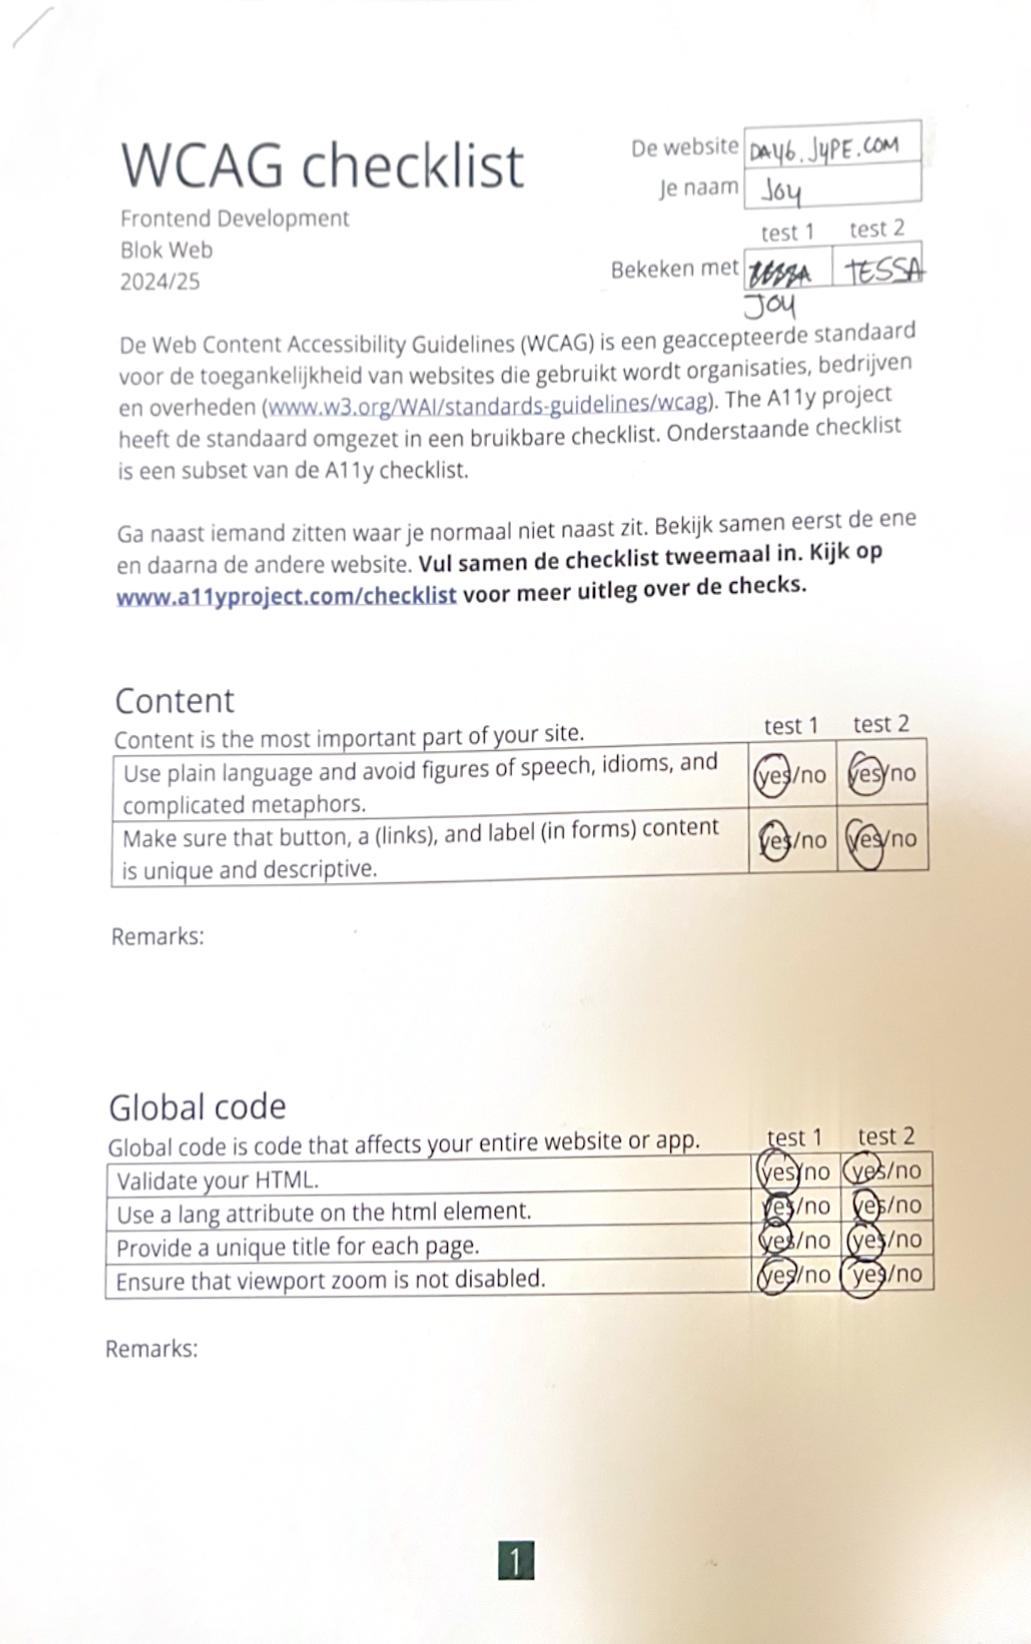 WCAG checklist
Frontend Development
Blok Web
2024/25
De website DAY6.JYPE.COM
Je naam Joy
test 1 test 2
Bekeken met TESSA TESSA
JOY
De Web Content Accessibility Guidelines (WCAG) is een geaccepteerde standaard
voor de toegankelijkheid van websites die gebruikt wordt organisaties, bedrijven
en overheden (www.w3.org/WAI/standards-guidelines/wcag). The A11y project
heeft de standaard omgezet in een bruikbare checklist. Onderstaande checklist
is een subset van de A11y checklist.
Ga naast iemand zitten waar je normaal niet naast zit. Bekijk samen eerst de ene
en daarna de andere website. Vul samen de checklist tweemaal in. Kijk op
www.a11yproject.com/checklist voor meer uitleg over de checks.
Content
Content is the most important part of your site. test 1 test 2
Use plain language and avoid figures of speech, idioms, and yes/no yes/no
complicated metaphors.
Make sure that button, a (links), and label (in forms) content yes/no yes/no
is unique and descriptive.
Remarks:
Global code
Global code is code that affects your entire website or app. test 1 test 2
Validate your HTML. yes/no yes/no
Use a lang attribute on the html element. yes/no yes/no
Provide a unique title for each page. yes/no yes/no
Ensure that viewport zoom is not disabled. yes/no yes/no
Remarks:
1